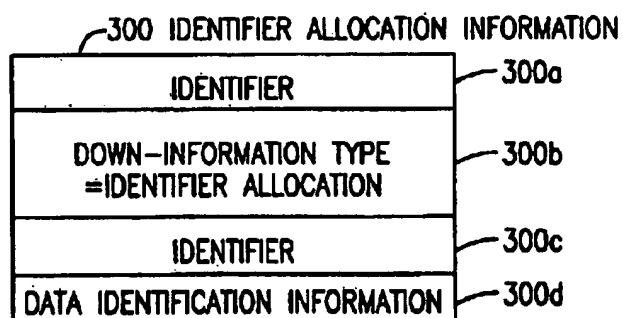 300 IDENTIFIER ALLOCATION INFORMATION
IDENTIFIER
300a
DOWN-INFORMATION TYPE
=IDENTIFIER ALLOCATION
300b
IDENTIFIER
300c
DATA IDENTIFICATION INFORMATION
300d